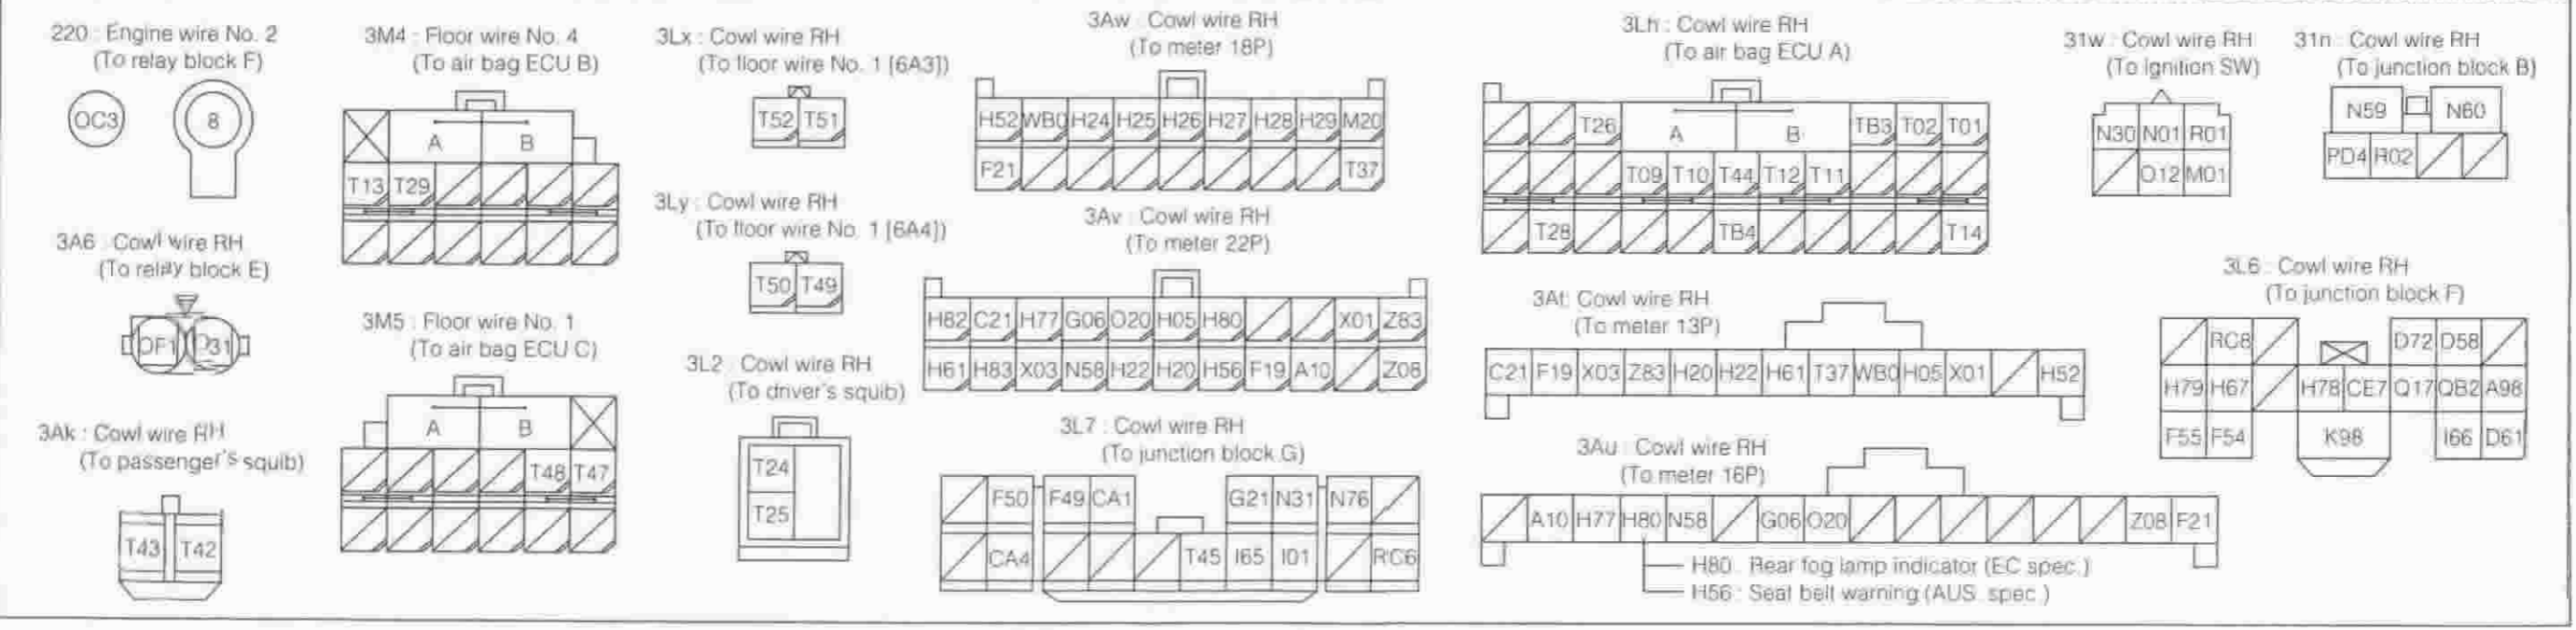 220 : Engine wire No. 2
(To relay block F)
OC3
8
3A6 : Cowl wire RH
(To relay block E)
OF1
3Ak : Cowl wire RH
(To passenger's squib)
T43 T42
3M4 : Floor wire No. 4
(To air bag ECU B)
A B
T13 T29
3M5 : Floor wire No. 1
(To air bag ECU C)
A B
T48 T47
3Lx : Cowl wire RH
(To floor wire No. 1 [6A3])
T52 T51
3Ly : Cowl wire RH
(To floor wire No. 1 [6A4])
T50 T49
3L2 : Cowl wire RH
(To driver's squib)
T24
T25
3Aw : Cowl wire RH
(To meter 18P)
H52 WB0 H24 H25 H26 H27 H28 H29 M20
F21 T37
3Av : Cowl wire RH
(To meter 22P)
H82 C21 H77 G06 O20 H05 H80 X01 Z83
H61 H83 X03 N58 H22 H20 H56 F19 A10 Z08
3L7 : Cowl wire RH
(To junction block G)
F50 F49 CA1 G21 N31 N76
CA4 T45 I65 I01 RC6
3Lh : Cowl wire RH
(To air bag ECU A)
T26 A B TB3 T02 T01
T09 T10 T44 T12 T11
T28 TB4 T14
3At : Cowl wire RH
(To meter 13P)
C21 F19 X03 Z83 H20 H22 H61 T37 WB0 H05 X01 H52
3Au : Cowl wire RH
(To meter 16P)
A10 H77 H80 N58 G06 O20 Z08 F21
H80 : Rear fog lamp indicator (EC spec.)
H56 : Seat belt warning (AUS. spec.)
31w : Cowl wire RH
(To Ignition SW)
N30 N01 R01
O12 M01
31n : Cowl wire RH
(To junction block B)
N59 N60
PD4 R02
3L6 : Cowl wire RH
(To junction block F)
RC8 D72 D58
H79 H67 H78 CE7 Q17 QB2 A98
F55 F54 K98 I66 D61